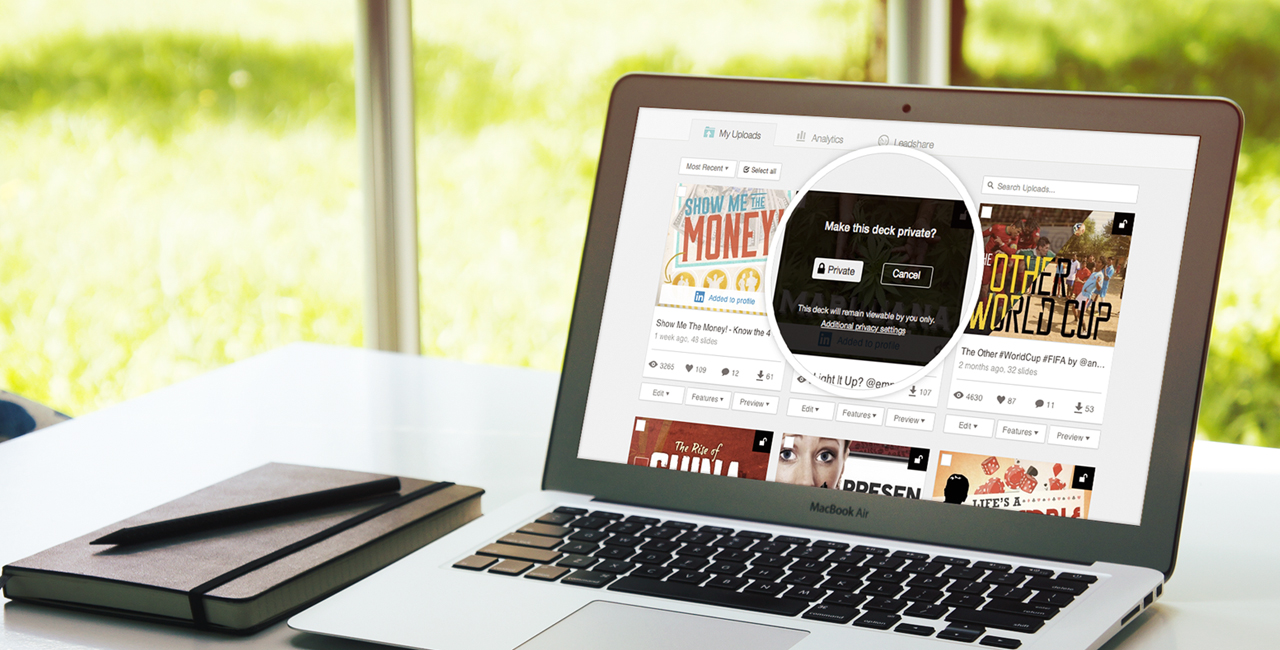 My Uploads
Analytics
Leadshare
Most Recent
Select all
Search Uploads...
SHOW ME THE
MONEY!
Added to profile
Show Me The Money! - Know the 4
1 week ago, 48 slides
3265
109
12
61
Edit
Features
Preview
Make this deck private?
Private
Cancel
MARIJUANA
This deck will remain viewable by you only.
Additional privacy settings
Added to profile
Light It Up? @em
107
Edit
Features
Preview
THE
OTHER
WORLD CUP
The Other #WorldCup #FIFA by @an...
2 months ago, 32 slides
4630
87
11
53
Edit
Features
Preview
The Rise of
CHINA
PRESEN
LIFE'S A
MacBook Air
command